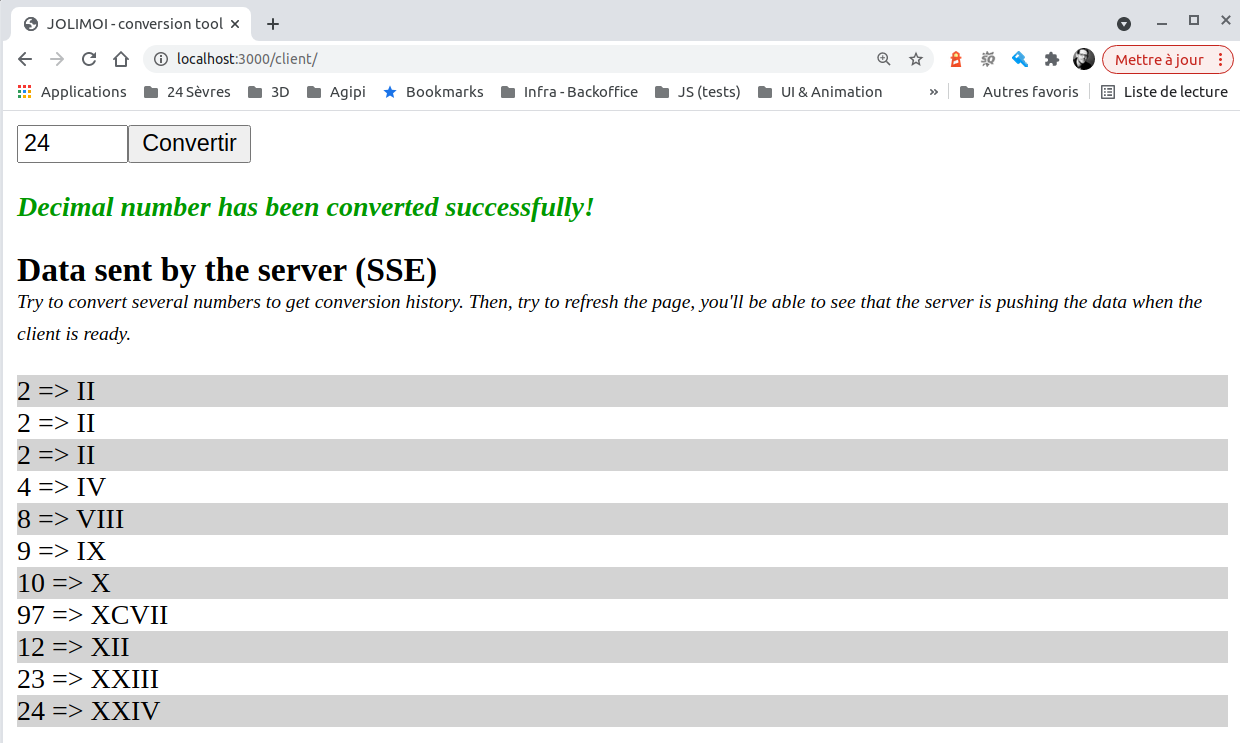 JOLIMOI - conversion tool
localhost:3000/client/
Mettre à jour
Applications 24 Sèvres 3D Agipi Bookmarks Infra - Backoffice JS (tests) UI & Animation » Autres favoris Liste de lecture
24 Convertir
Decimal number has been converted successfully!
Data sent by the server (SSE)
Try to convert several numbers to get conversion history. Then, try to refresh the page, you'll be able to see that the server is pushing the data when the
client is ready.
2 => II
2 => II
2 => II
4 => IV
8 => VIII
9 => IX
10 => X
97 => XCVII
12 => XII
23 => XXIII
24 => XXIV